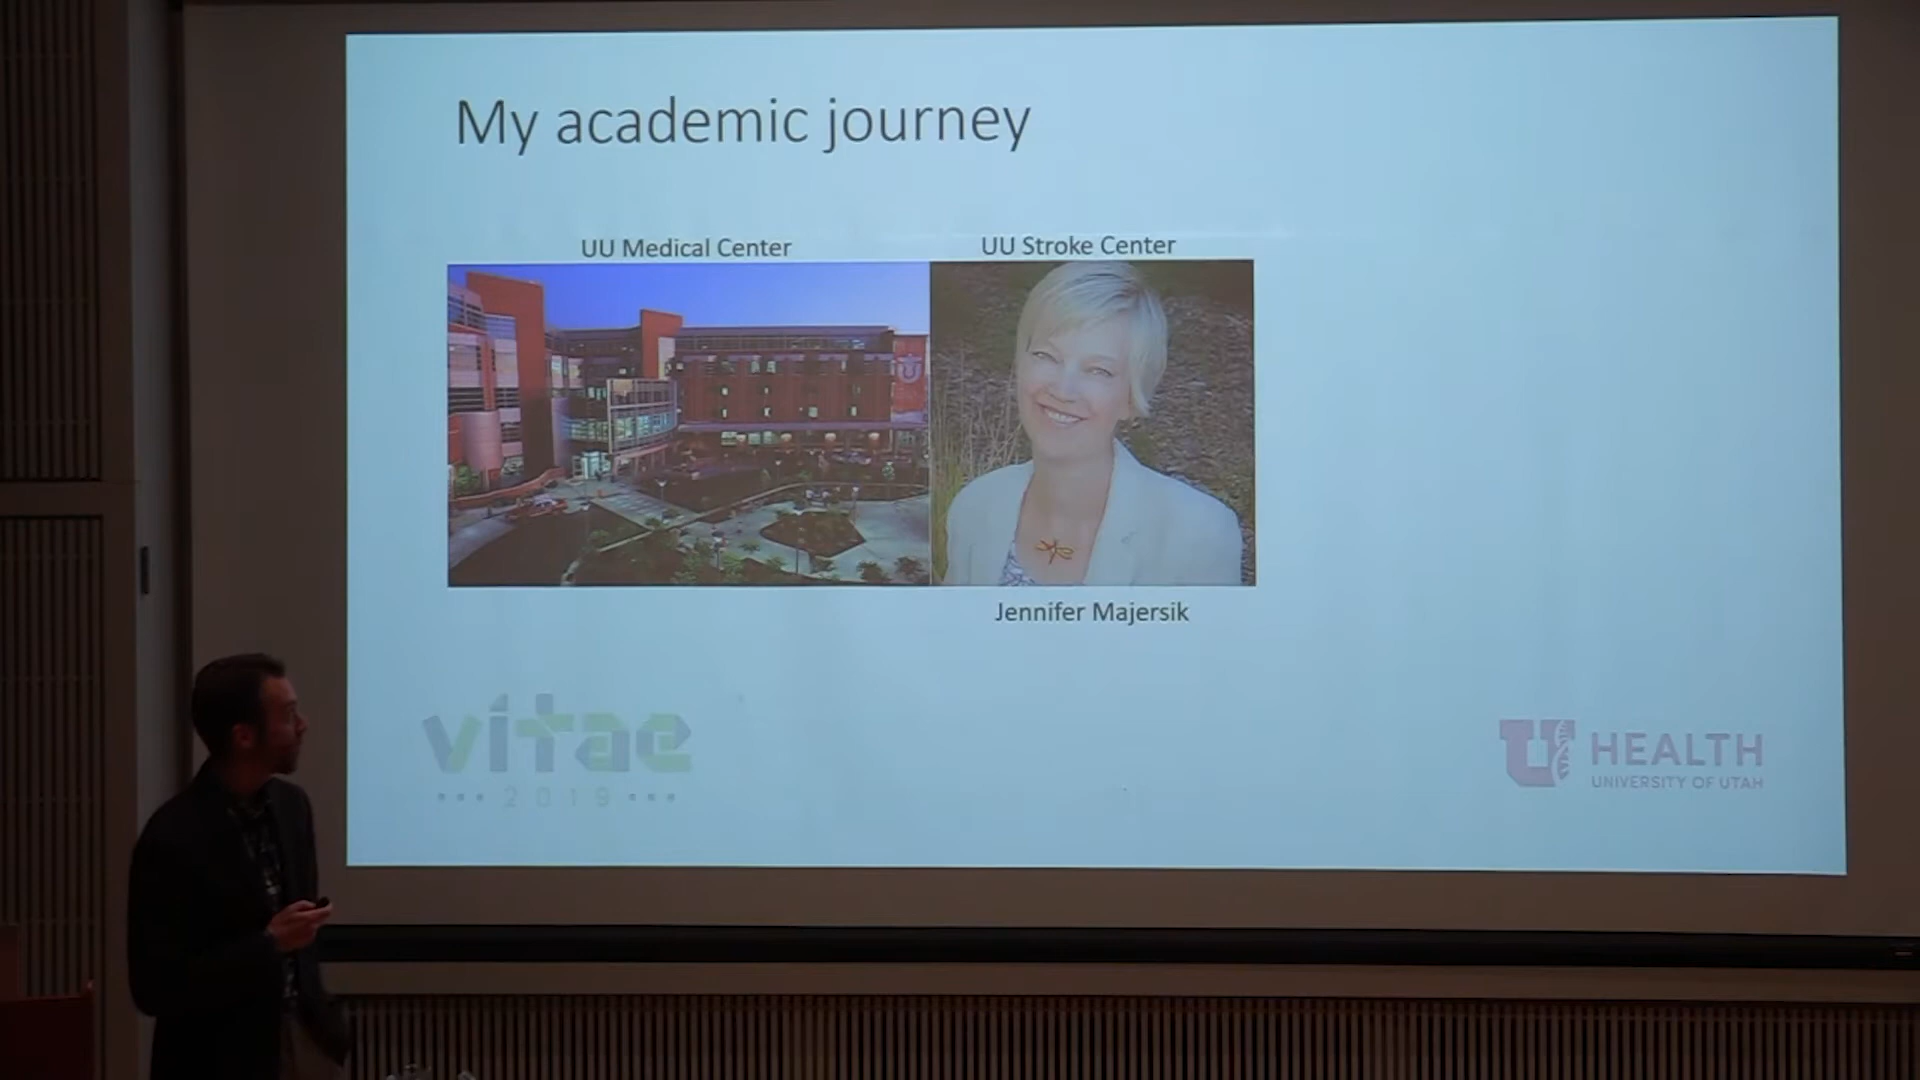 My academic journey
UU Medical Center
UU Stroke Center
Jennifer Majersik
vitae
2019
U HEALTH
UNIVERSITY OF UTAH